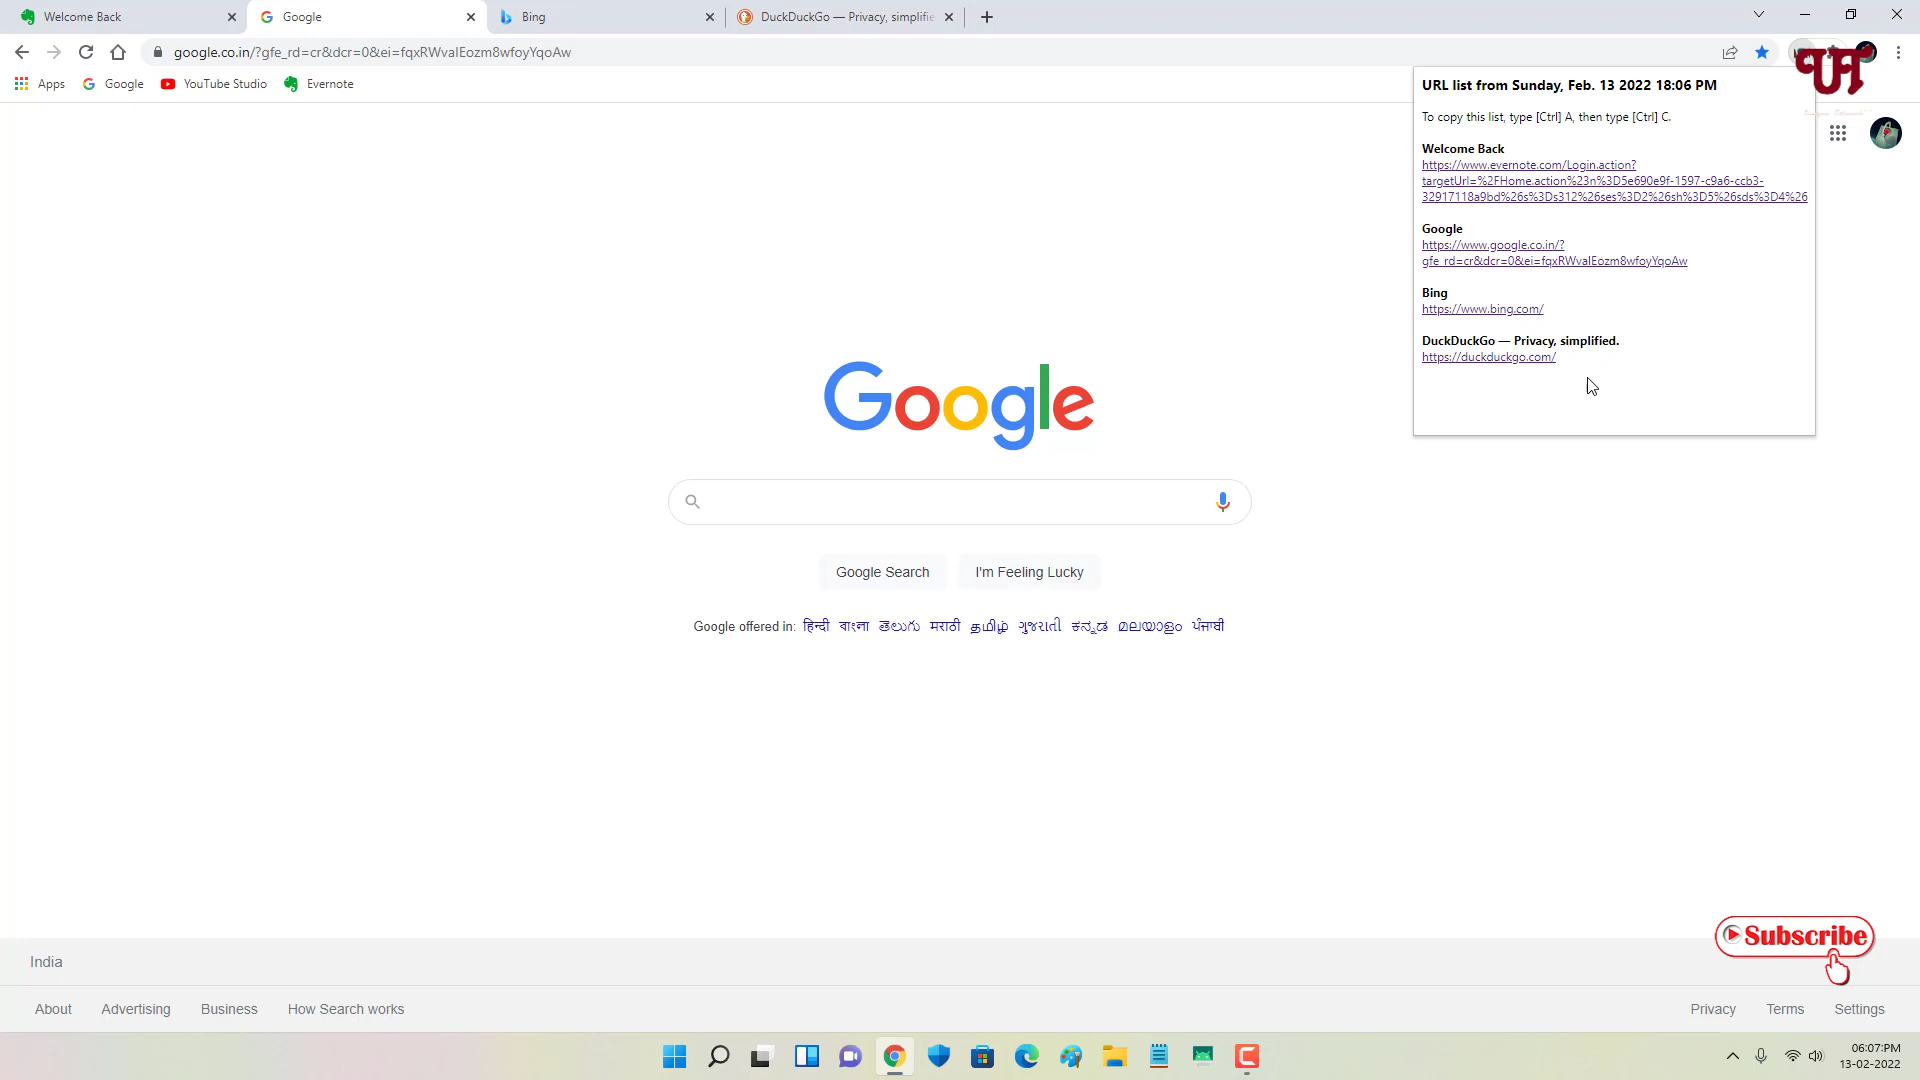 Welcome Back
Google
Bing
DuckDuckGo — Privacy, simplifie
google.co.in/?gfe_rd=cr&dcr=0&ei=fqxRWvaIEozm8wfoyYqoAw
Apps
Google
YouTube Studio
Evernote
URL list from Sunday, Feb. 13 2022 18:06 PM
To copy this list, type [Ctrl] A, then type [Ctrl] C.
Welcome Back
https://www.evernote.com/Login.action?
targetUrl=%2FHome.action%23n%3D5e690e9f-1597-c9a6-ccb3-
32917118a9bd%26s%3Ds312%26ses%3D2%26sh%3D5%26sds%3D4%26
Google
https://www.google.co.in/?
gfe_rd=cr&dcr=0&ei=fqxRWvaIEozm8wfoyYqoAw
Bing
https://www.bing.com/
DuckDuckGo — Privacy, simplified.
https://duckduckgo.com/
Google
Google Search
I'm Feeling Lucky
Google offered in: हिन्दी বাংলা తెలుగు मराठी தமிழ் ગુજરાતી ಕನ್ನಡ മലയാളം ਪੰਜਾਬੀ
Subscribe
India
About
Advertising
Business
How Search works
Privacy
Terms
Settings
06:07:PM
13-02-2022